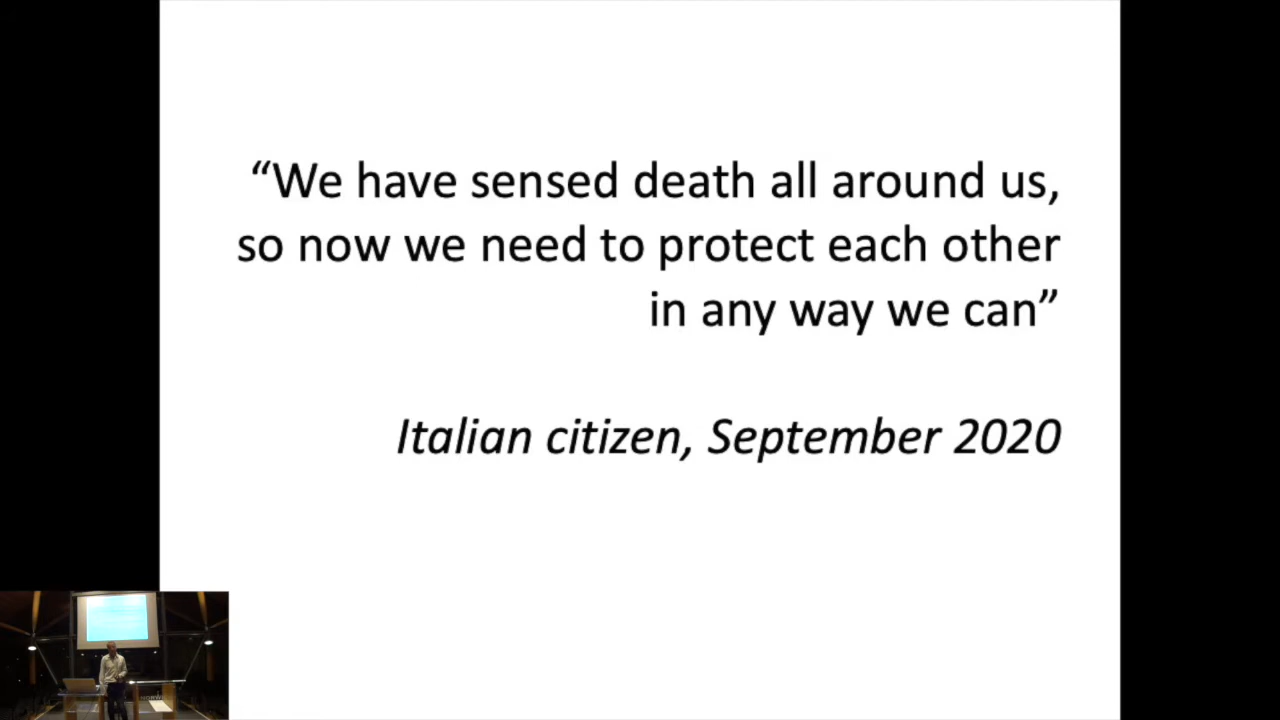 “We have sensed death all around us,
so now we need to protect each other
in any way we can”
Italian citizen, September 2020